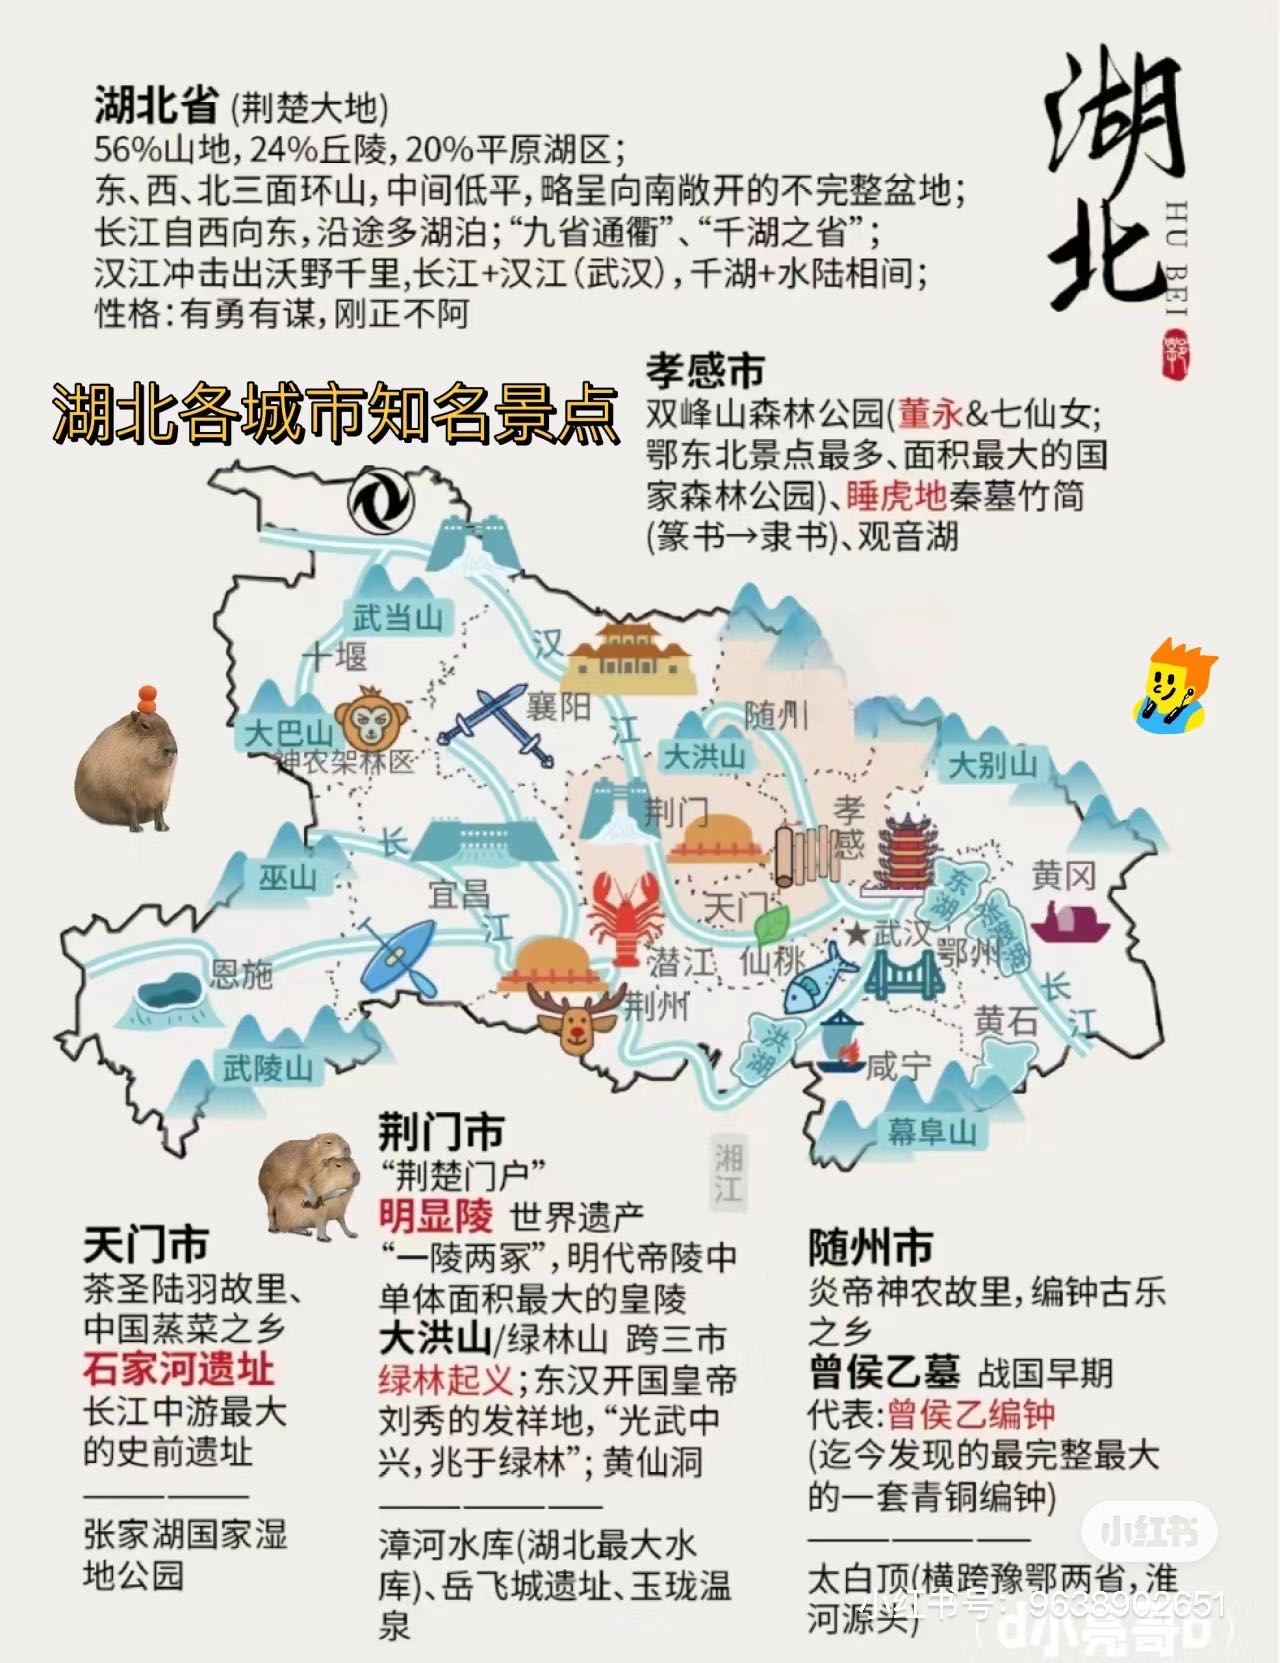 湖北
HU BEI
鄂
湖北省 (荆楚大地)
56%山地，24%丘陵，20%平原湖区；
东、西、北三面环山，中间低平，略呈向南敞开的不完整盆地；
长江自西向东，沿途多湖泊；“九省通衢”、“千湖之省”；
汉江冲击出沃野千里,长江+汉江（武汉），千湖+水陆相间；
性格：有勇有谋，刚正不阿
湖北各城市知名景点
孝感市
双峰山森林公园(董永&七仙女;
鄂东北景点最多、面积最大的国
家森林公园)、睡虎地秦墓竹简
(篆书→隶书)、观音湖
武当山
十堰
汉
江
襄阳
随州
大巴山
神农架林区
大洪山
大别山
荆门
孝感
长
江
巫山
宜昌
天门
东湖
黄冈
恩施
潜江
仙桃
★武汉
鄂州
荆州
长
江
黄石
洪湖
咸宁
武陵山
幕阜山
湘江
荆门市
“荆楚门户”
明显陵 世界遗产
“一陵两冢”，明代帝陵中
单体面积最大的皇陵
大洪山/绿林山 跨三市
绿林起义；东汉开国皇帝
刘秀的发祥地，“光武中
兴，兆于绿林”；黄仙洞
漳河水库(湖北最大水
库)、岳飞城遗址、玉珑温
泉
天门市
茶圣陆羽故里、
中国蒸菜之乡
石家河遗址
长江中游最大
的史前遗址
张家湖国家湿
地公园
随州市
炎帝神农故里，编钟古乐
之乡
曾侯乙墓 战国早期
代表:曾侯乙编钟
(迄今发现的最完整最大
的一套青铜编钟)
太白顶(横跨豫鄂两省，淮
河源头)
小红书
小红书号：9638902651
d小亮哥b